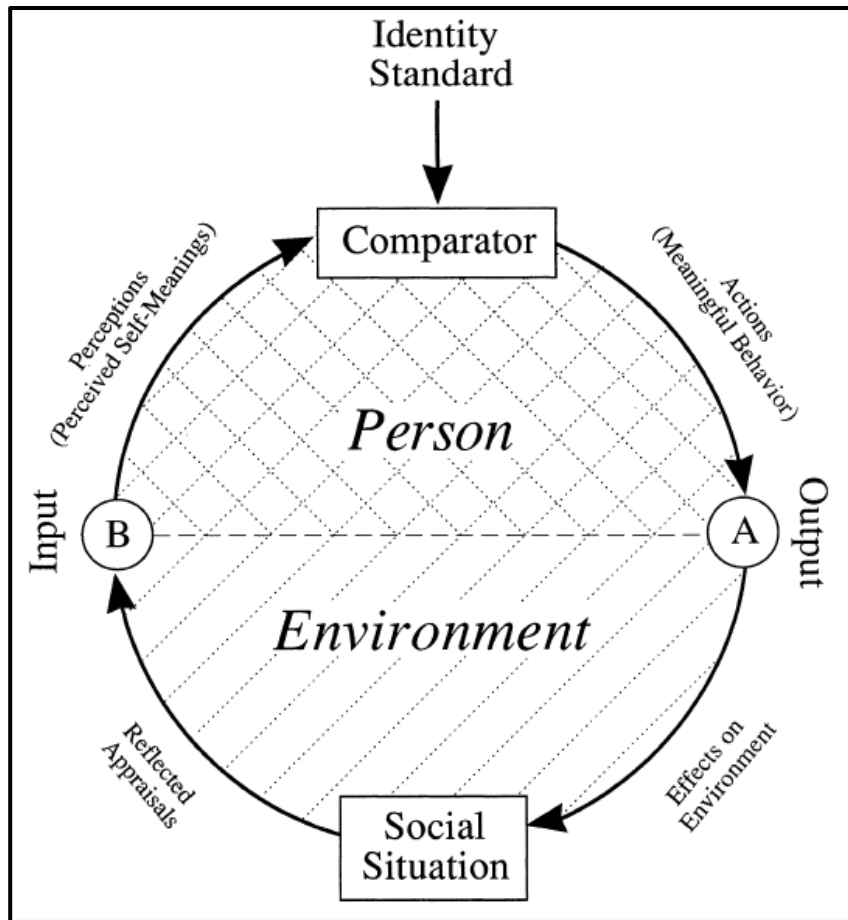 Identity
Standard
Comparator
Perceptions
(Perceived Self-Meanings)
(Meaningful Behavior)
Actions
Person
Input
B
A
Output
Environment
Reflected
Appraisals
Effects on
Environment
Social
Situation